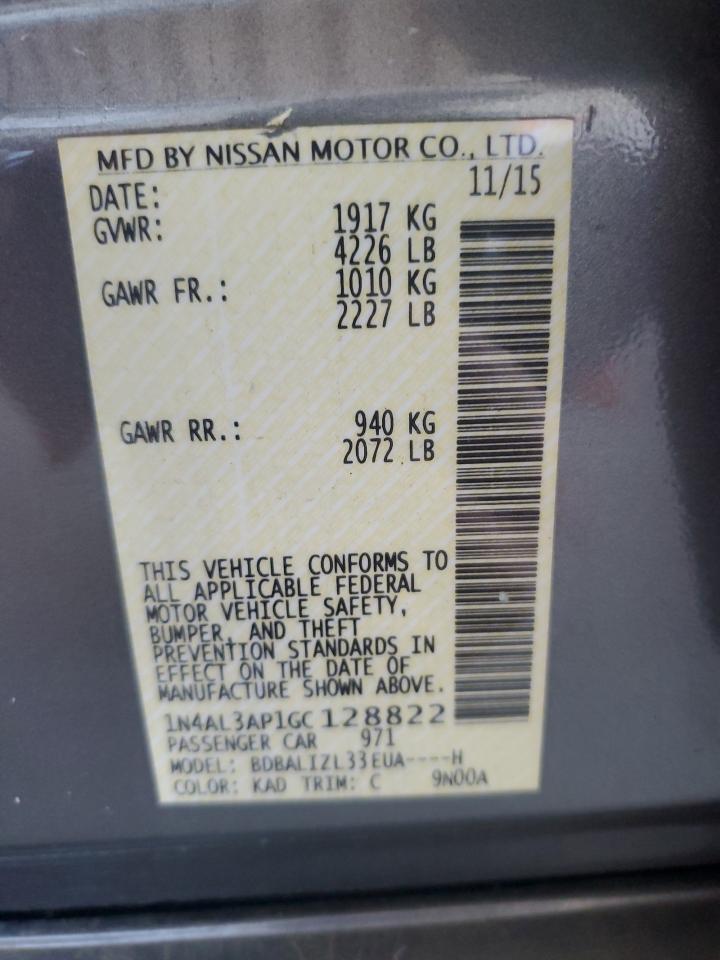 MFD BY NISSAN MOTOR CO., LTD.
DATE: 11/15
GVWR: 1917 KG
4226 LB
GAWR FR.: 1010 KG
2227 LB
GAWR RR.: 940 KG
2072 LB
THIS VEHICLE CONFORMS TO
ALL APPLICABLE FEDERAL
MOTOR VEHICLE SAFETY,
BUMPER, AND THEFT
PREVENTION STANDARDS IN
EFFECT ON THE DATE OF
MANUFACTURE SHOWN ABOVE.
1N4AL3AP1GC128822
PASSENGER CAR 971
MODEL: BDBALIZL33EUA----H
COLOR: KAD TRIM: C 9N00A